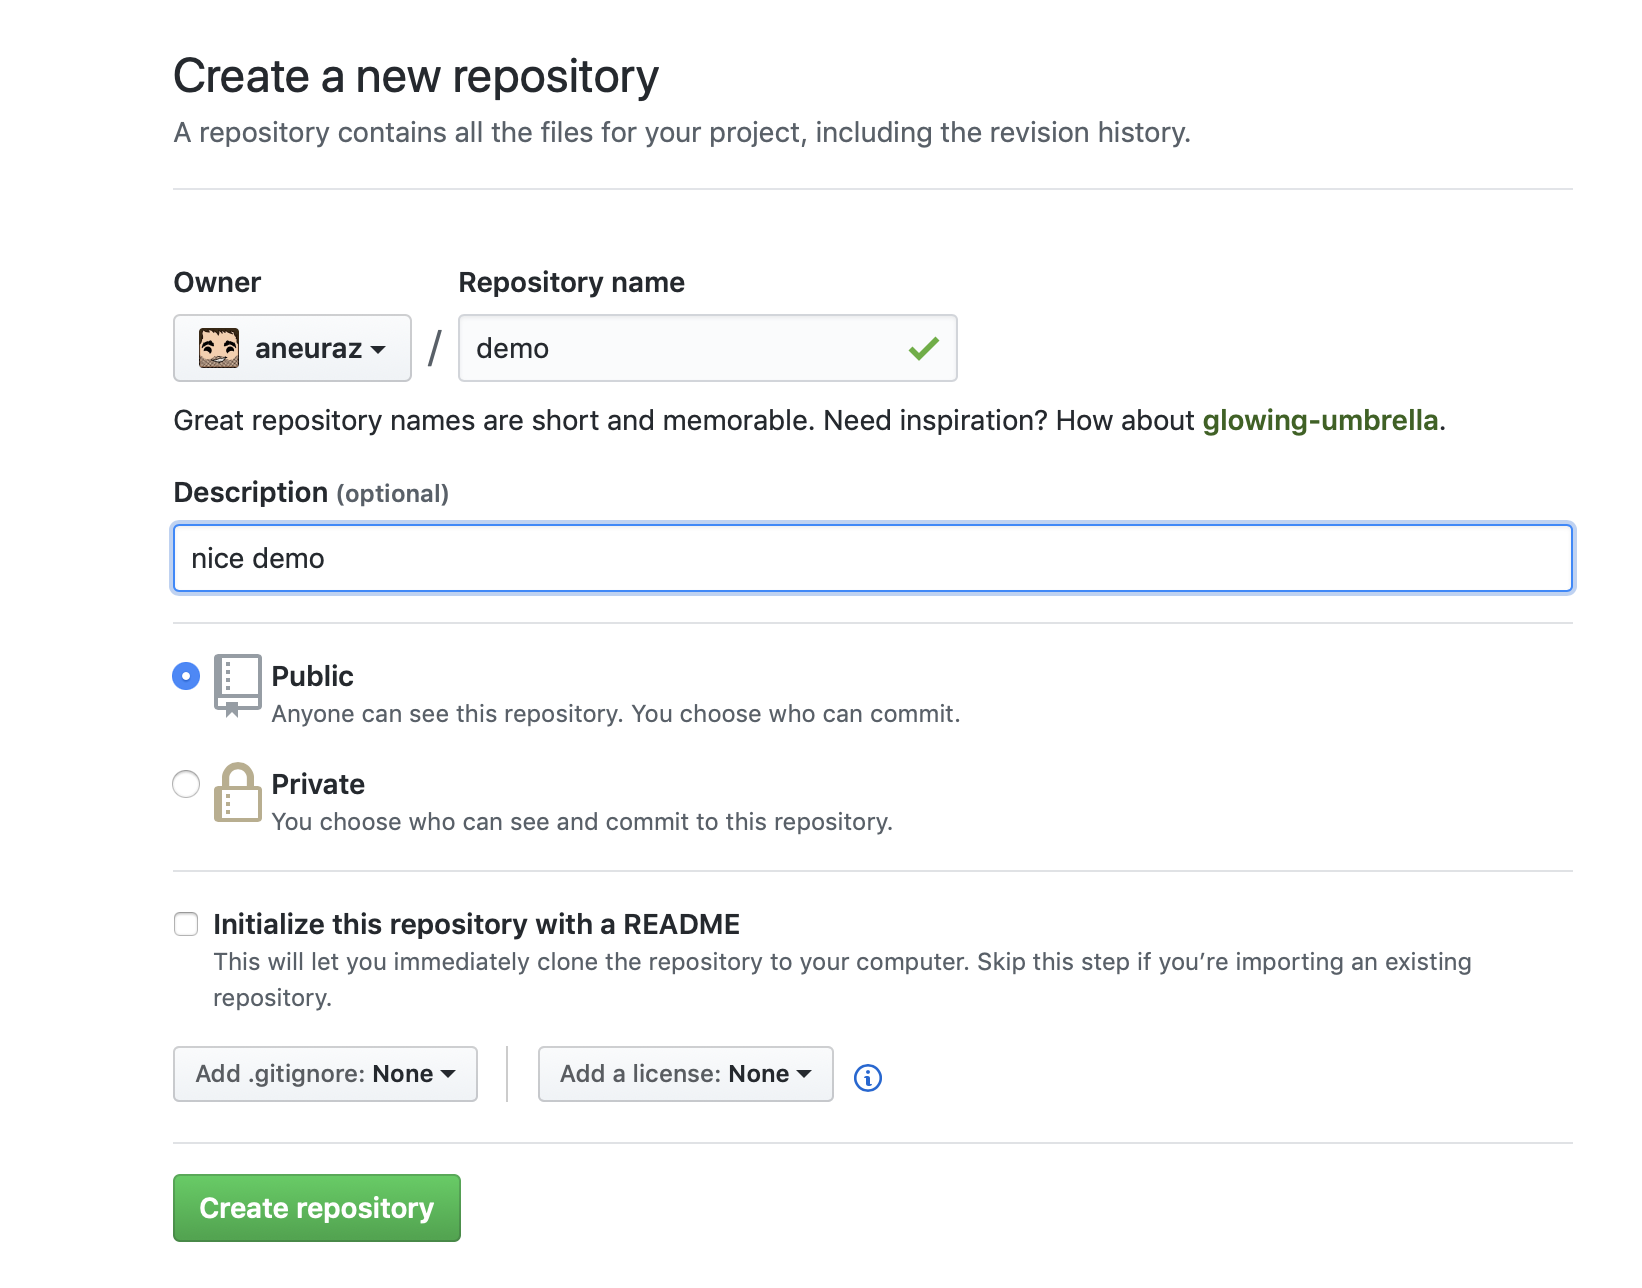 Create a new repository
A repository contains all the files for your project, including the revision history.
Owner
Repository name
aneuraz
/
demo
Great repository names are short and memorable. Need inspiration? How about glowing-umbrella.
Description (optional)
nice demo
Public
Anyone can see this repository. You choose who can commit.
Private
You choose who can see and commit to this repository.
Initialize this repository with a README
This will let you immediately clone the repository to your computer. Skip this step if you’re importing an existing
repository.
Add .gitignore: None
Add a license: None
Create repository